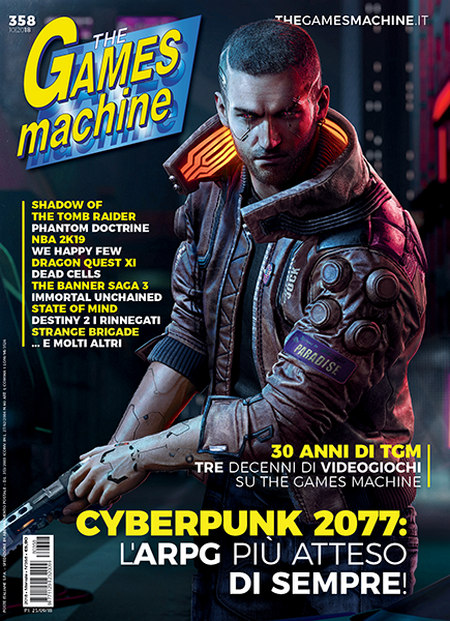 358
10|2018
THEGAMESMACHINE.IT
THE
GAMES
machine
SHADOW OF
THE TOMB RAIDER
PHANTOM DOCTRINE
NBA 2K19
WE HAPPY FEW
DRAGON QUEST XI
DEAD CELLS
THE BANNER SAGA 3
IMMORTAL UNCHAINED
STATE OF MIND
DESTINY 2 I RINNEGATI
STRANGE BRIGADE
... E MOLTI ALTRI
PARADISE
30 ANNI DI TGM
TRE DECENNI DI VIDEOGIOCHI
SU THE GAMES MACHINE
CYBERPUNK 2077:
L'ARPG PIÙ ATTESO
DI SEMPRE!